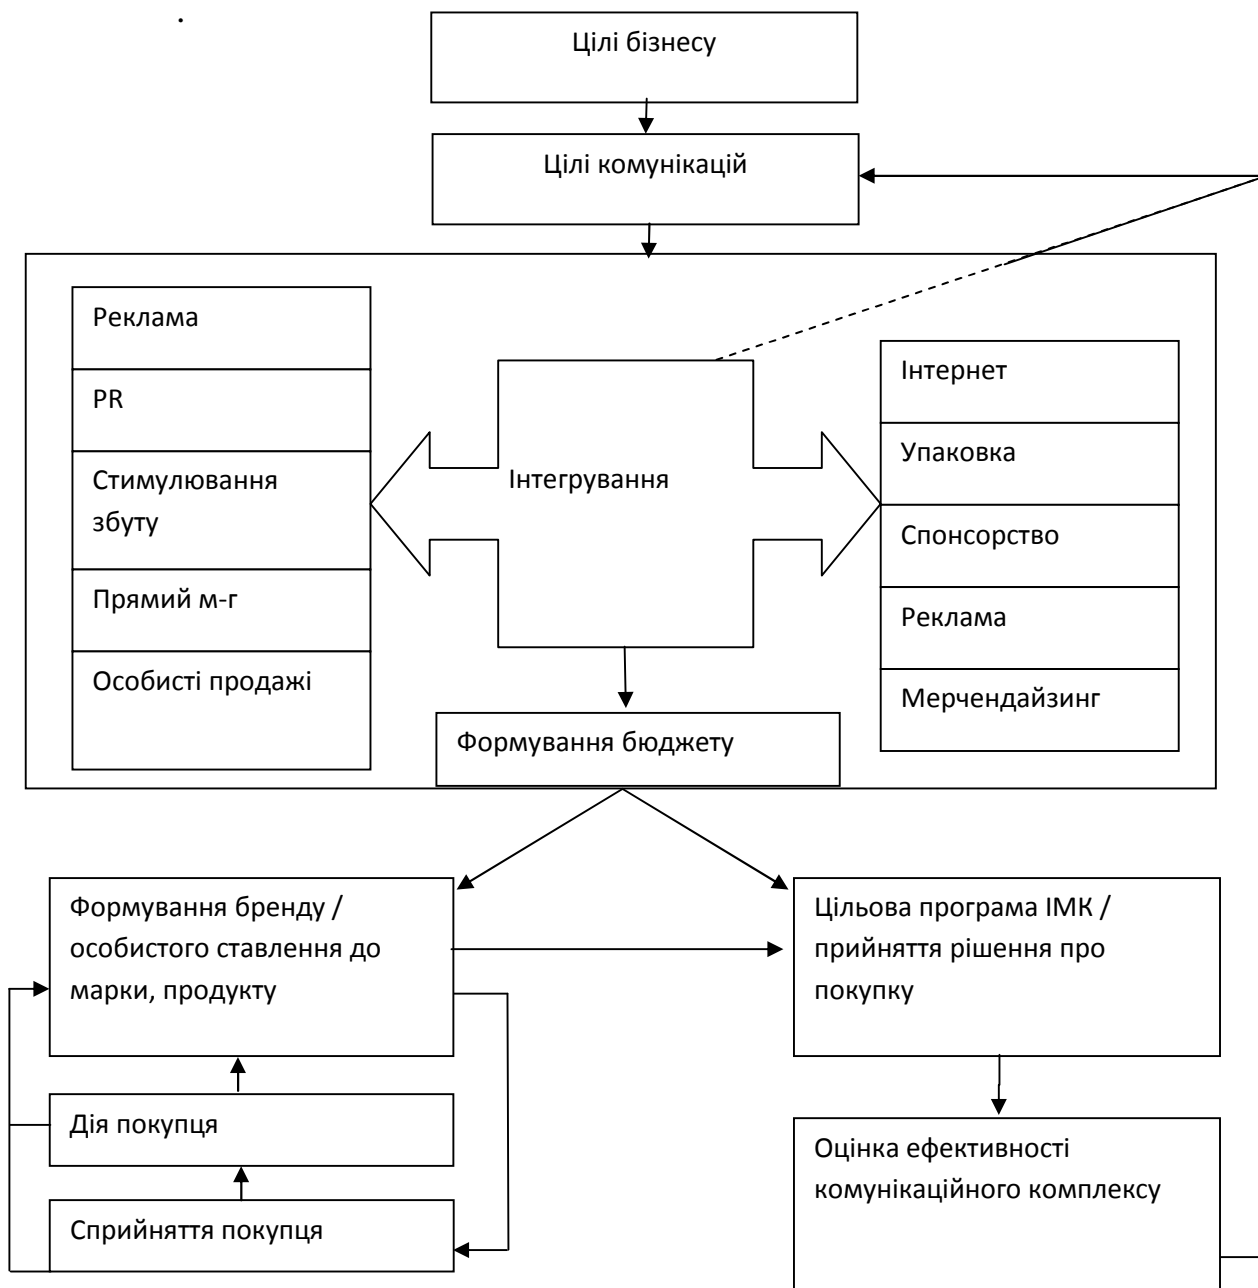 Цілі бізнесу
Цілі комунікацій
Реклама
PR
Стимулювання
збуту
Прямий м-г
Особисті продажі
Інтегрування
Інтернет
Упаковка
Спонсорство
Реклама
Мерчендайзинг
Формування бюджету
Формування бренду /
особистого ставлення до
марки, продукту
Дія покупця
Сприйняття покупця
Цільова програма ІМК /
прийняття рішення про
покупку
Оцінка ефективності
комунікаційного комплексу